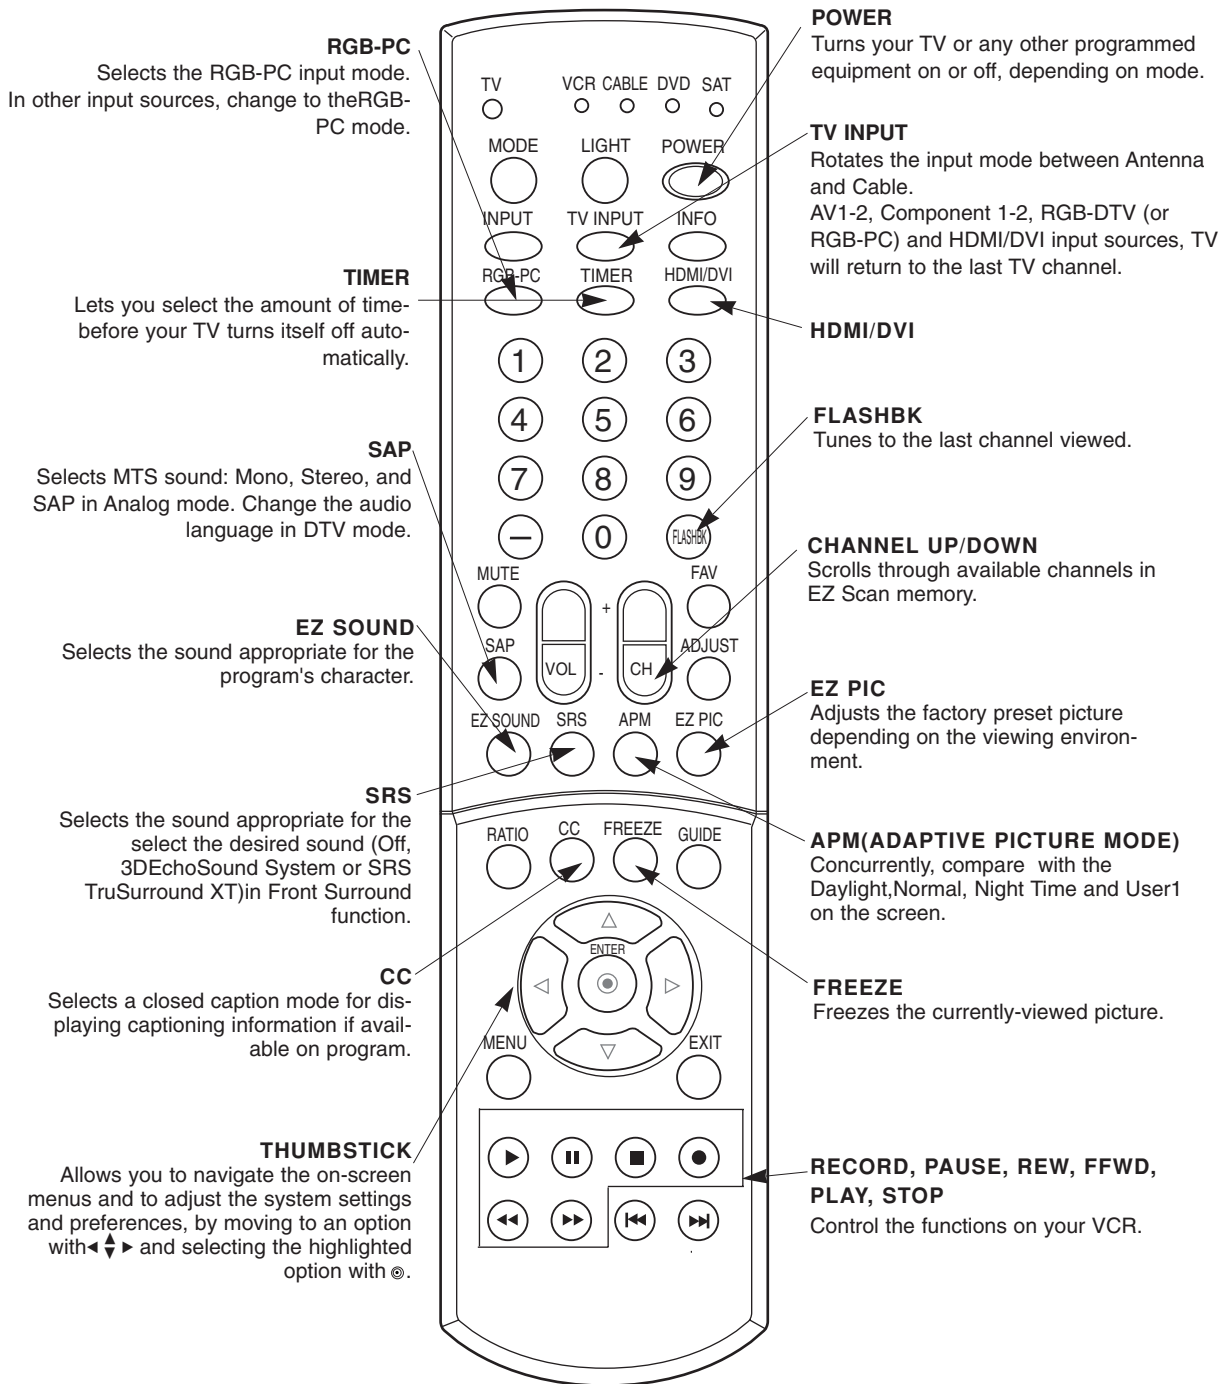 RGB-PC
Selects the RGB-PC input mode.
In other input sources, change to theRGB-
PC mode.
TIMER
Lets you select the amount of time-
before your TV turns itself off auto-
matically.
SAP
Selects MTS sound: Mono, Stereo, and
SAP in Analog mode. Change the audio
language in DTV mode.
EZ SOUND
Selects the sound appropriate for the
program's character.
SRS
Selects the sound appropriate for the
select the desired sound (Off,
3DEchoSound System or SRS
TruSurround XT)in Front Surround
function.
CC
Selects a closed caption mode for dis-
playing captioning information if avail-
able on program.
THUMBSTICK
Allows you to navigate the on-screen
menus and to adjust the system settings
and preferences, by moving to an option
with◄ ▲▼ ► and selecting the highlighted
option with ◎.
TV VCR CABLE DVD SAT
MODE LIGHT POWER
INPUT TV INPUT INFO
RGB-PC TIMER HDMI/DVI
1 2 3
4 5 6
7 8 9
— 0 FLASHBK
MUTE + FAV
SAP VOL - CH ADJUST
EZ SOUND SRS APM EZ PIC
RATIO CC FREEZE GUIDE
ENTER
MENU EXIT
POWER
Turns your TV or any other programmed
equipment on or off, depending on mode.
TV INPUT
Rotates the input mode between Antenna
and Cable.
AV1-2, Component 1-2, RGB-DTV (or
RGB-PC) and HDMI/DVI input sources, TV
will return to the last TV channel.
HDMI/DVI
FLASHBK
Tunes to the last channel viewed.
CHANNEL UP/DOWN
Scrolls through available channels in
EZ Scan memory.
EZ PIC
Adjusts the factory preset picture
depending on the viewing environ-
ment.
APM(ADAPTIVE PICTURE MODE)
Concurrently, compare with the
Daylight,Normal, Night Time and User1
on the screen.
FREEZE
Freezes the currently-viewed picture.
RECORD, PAUSE, REW, FFWD,
PLAY, STOP
Control the functions on your VCR.